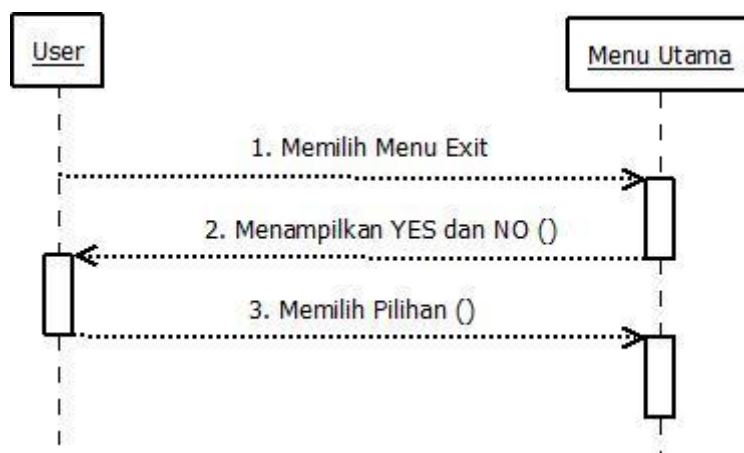 User
Menu Utama
1. Memilih Menu Exit
2. Menampilkan YES dan NO ()
3. Memilih Pilihan ()